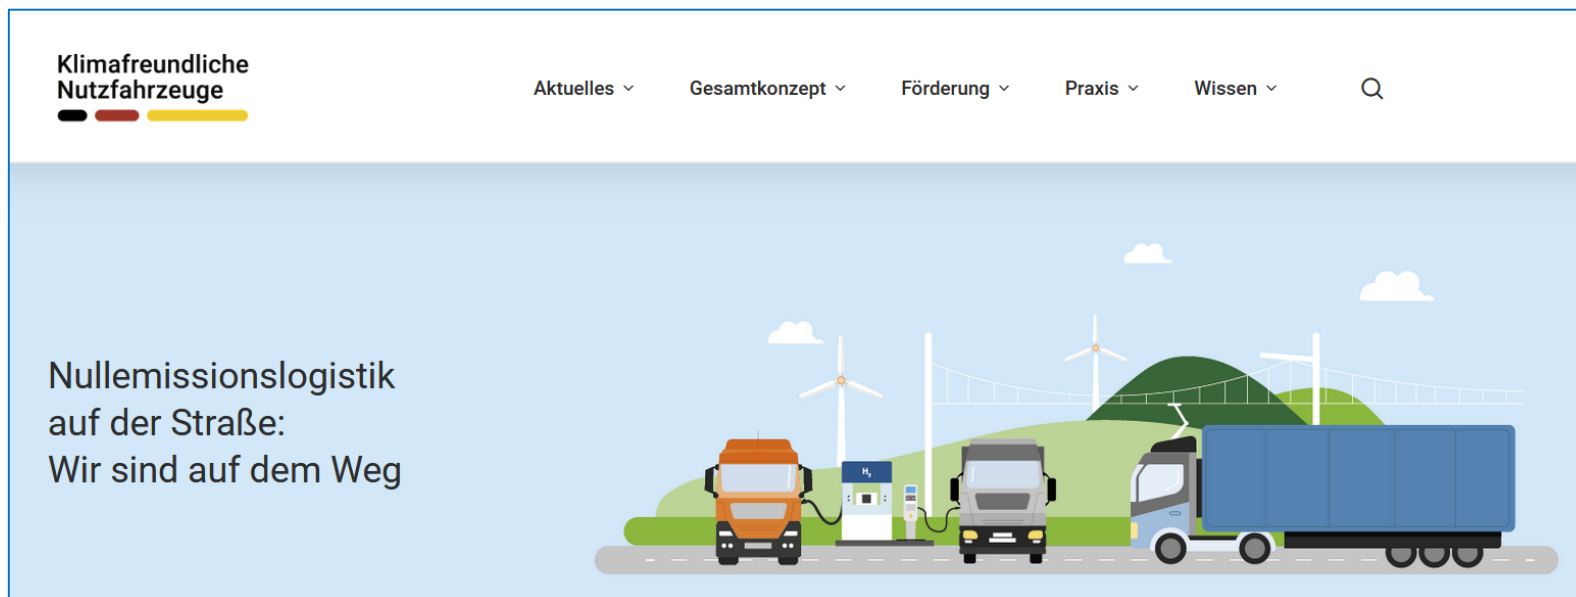 Klimafreundliche
Nutzfahrzeuge
Aktuelles Gesamtkonzept Förderung Praxis Wissen
Nullemissionslogistik
auf der Straße:
Wir sind auf dem Weg
H₂